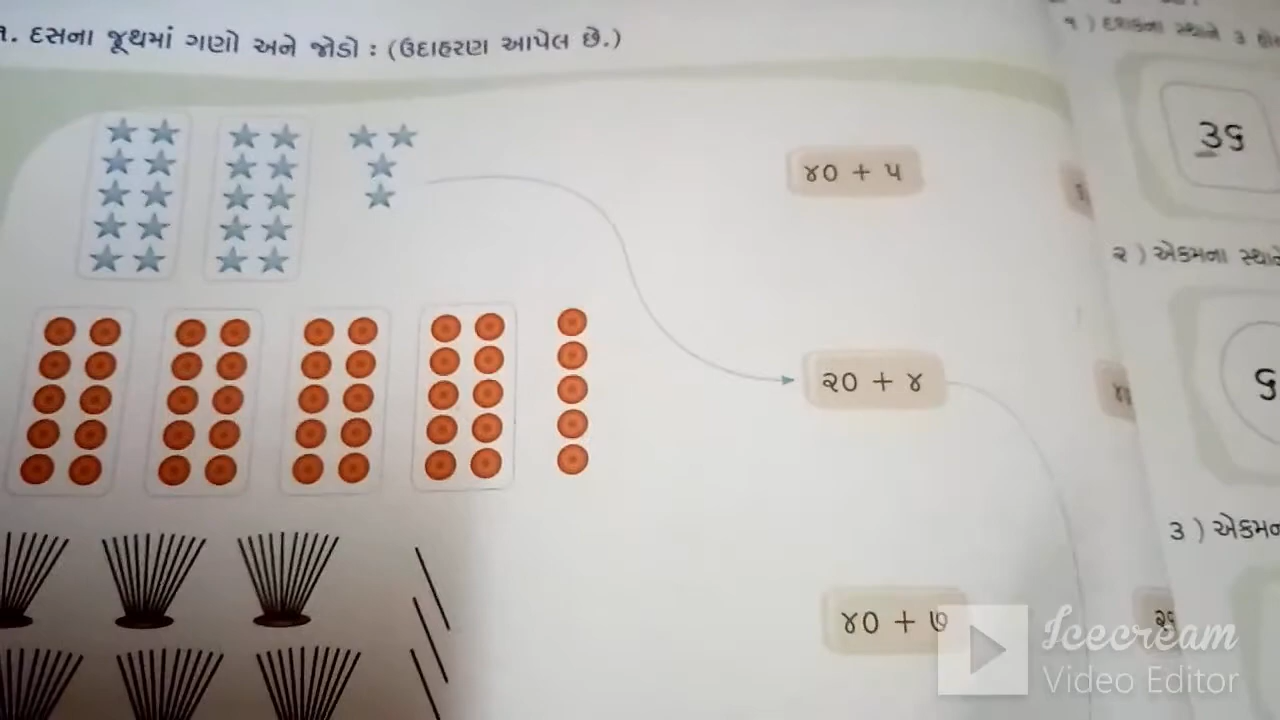 ૧. દસના જૂથમાં ગણો અને જોડો : (ઉદાહરણ આપેલ છે.)
૪૦ + ૫
૨૦ + ૪
૪૦ + ૭
૧ ) દશકના સ્થાને ૩
૩૬
૨ ) એકમના સ્થાને
૬
૩ )
Icecream
Video Editor